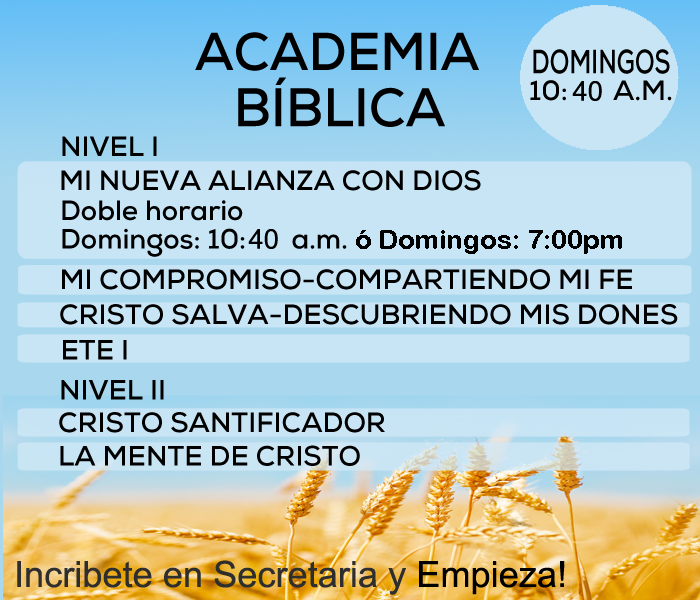 ACADEMIA
BÍBLICA
DOMINGOS
10:40 A.M.
NIVEL I
MI NUEVA ALIANZA CON DIOS
Doble horario
Domingos: 10:40 a.m. ó Domingos: 7:00pm
MI COMPROMISO-COMPARTIENDO MI FE
CRISTO SALVA-DESCUBRIENDO MIS DONES
ETE I
NIVEL II
CRISTO SANTIFICADOR
LA MENTE DE CRISTO
Incribete en Secretaria y Empieza!